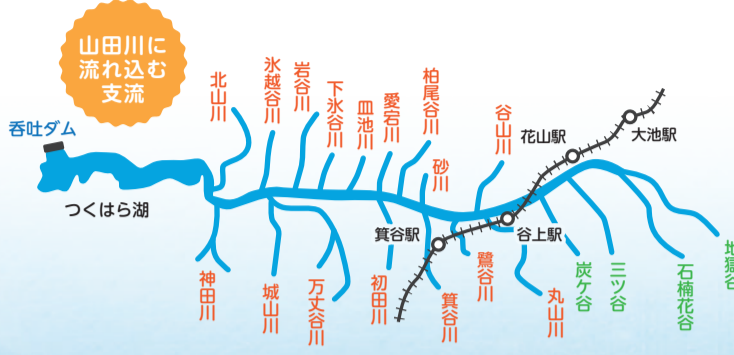 山田川に
流れ込む
支流
呑吐ダム
つくはら湖
北山川
氷越谷川
岩谷川
下氷谷川
皿池川
愛宕川
柏尾谷川
砂川
谷山川
花山駅
大池駅
箕谷駅
谷上駅
神田川
城山川
万丈谷川
初田川
箕谷川
鷺谷川
丸山川
炭ケ谷
三ツ谷
石楠花谷
地獄谷